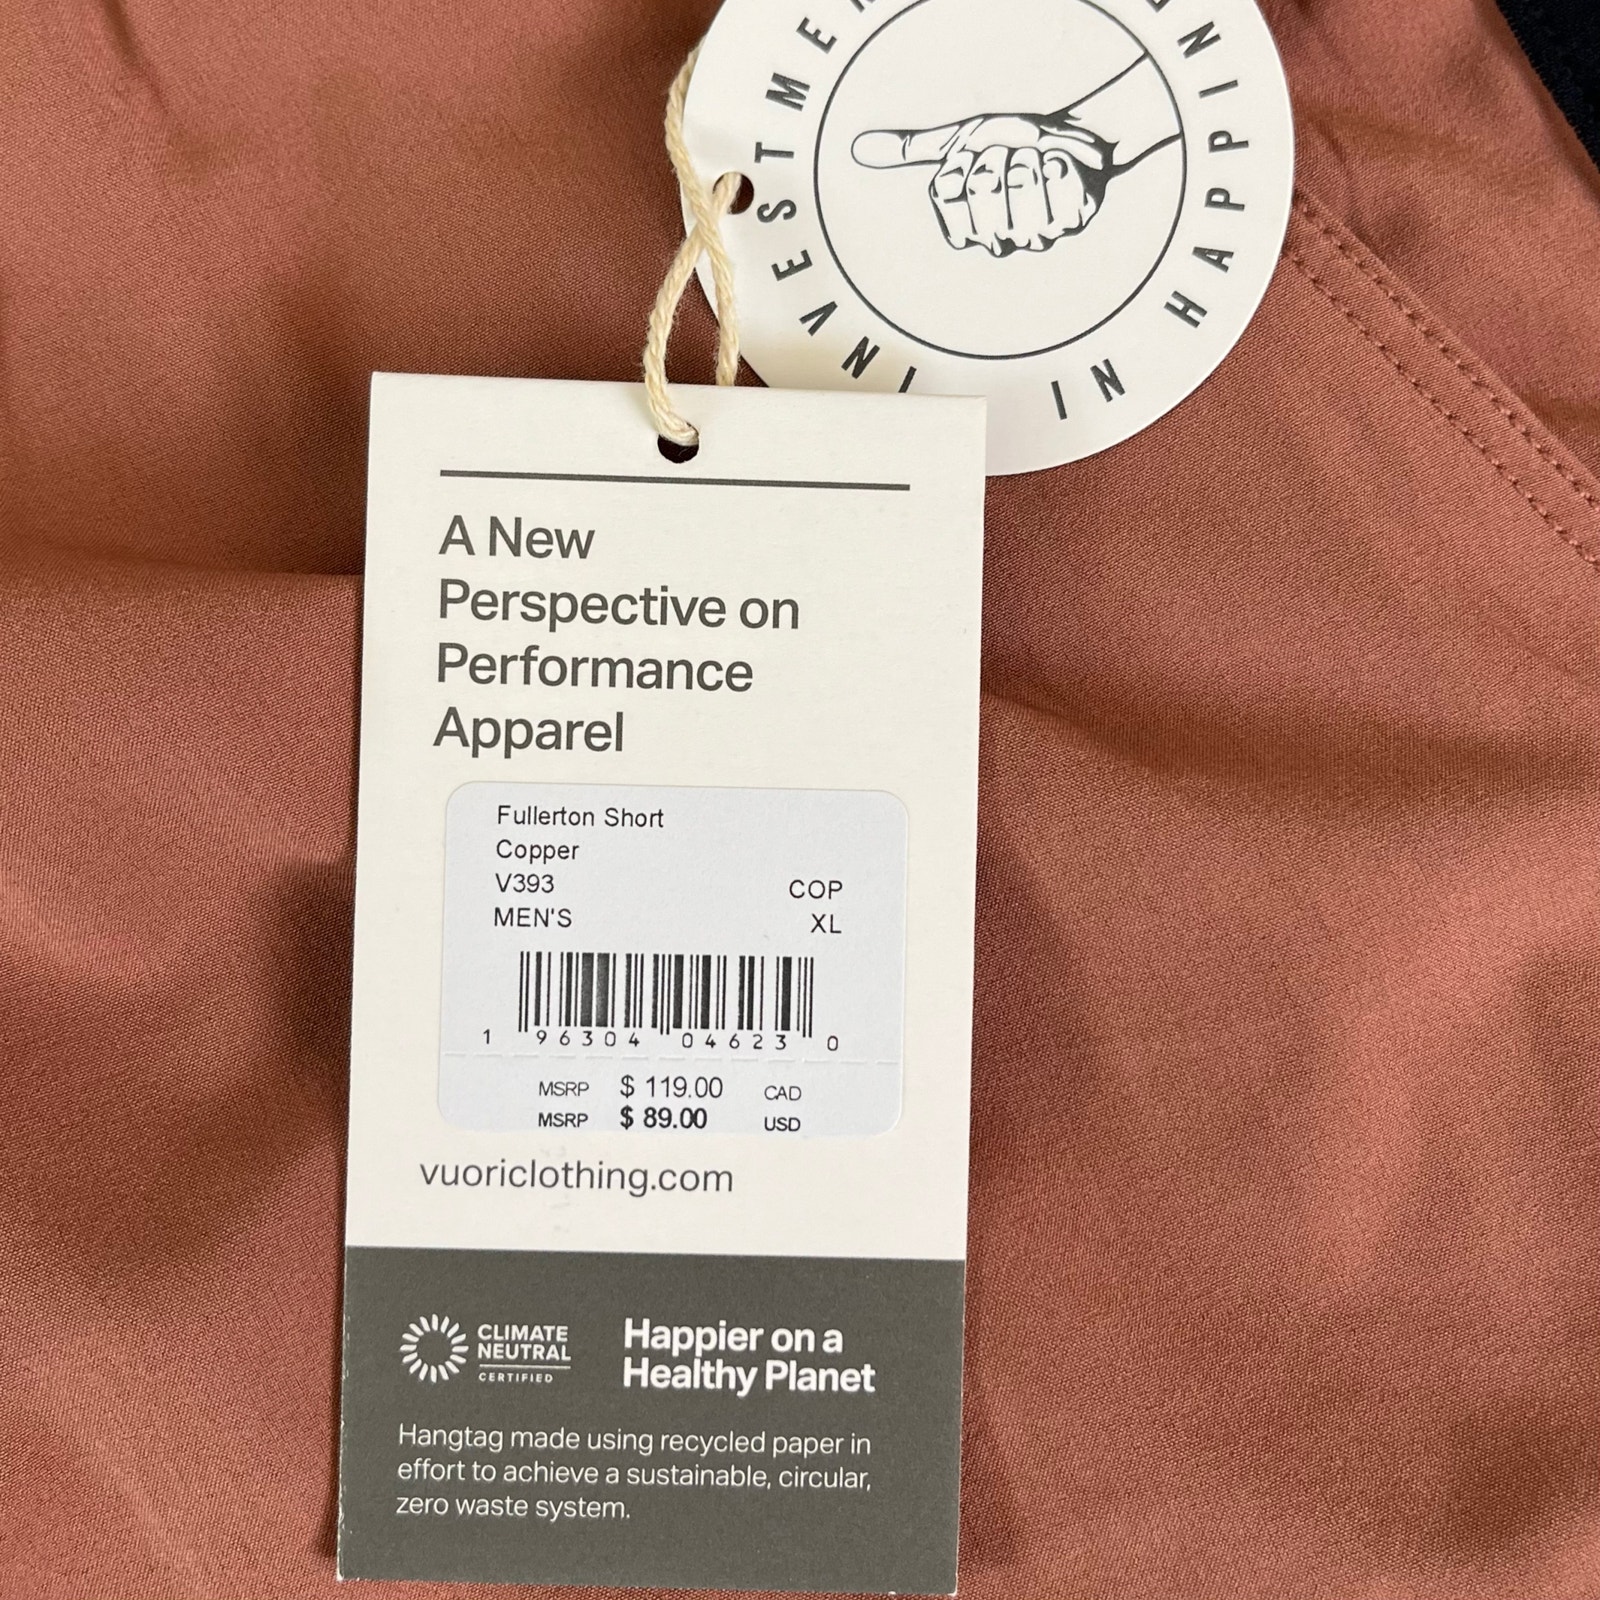 INVESTME
IN HAPPIN
A New
Perspective on
Performance
Apparel
Fullerton Short
Copper
V393 COP
MEN'S XL
1 96304 04623 0
MSRP $ 119.00 CAD
MSRP $ 89.00 USD
vuoriclothing.com
CLIMATE
NEUTRAL
CERTIFIED
Happier on a
Healthy Planet
Hangtag made using recycled paper in
effort to achieve a sustainable, circular,
zero waste system.